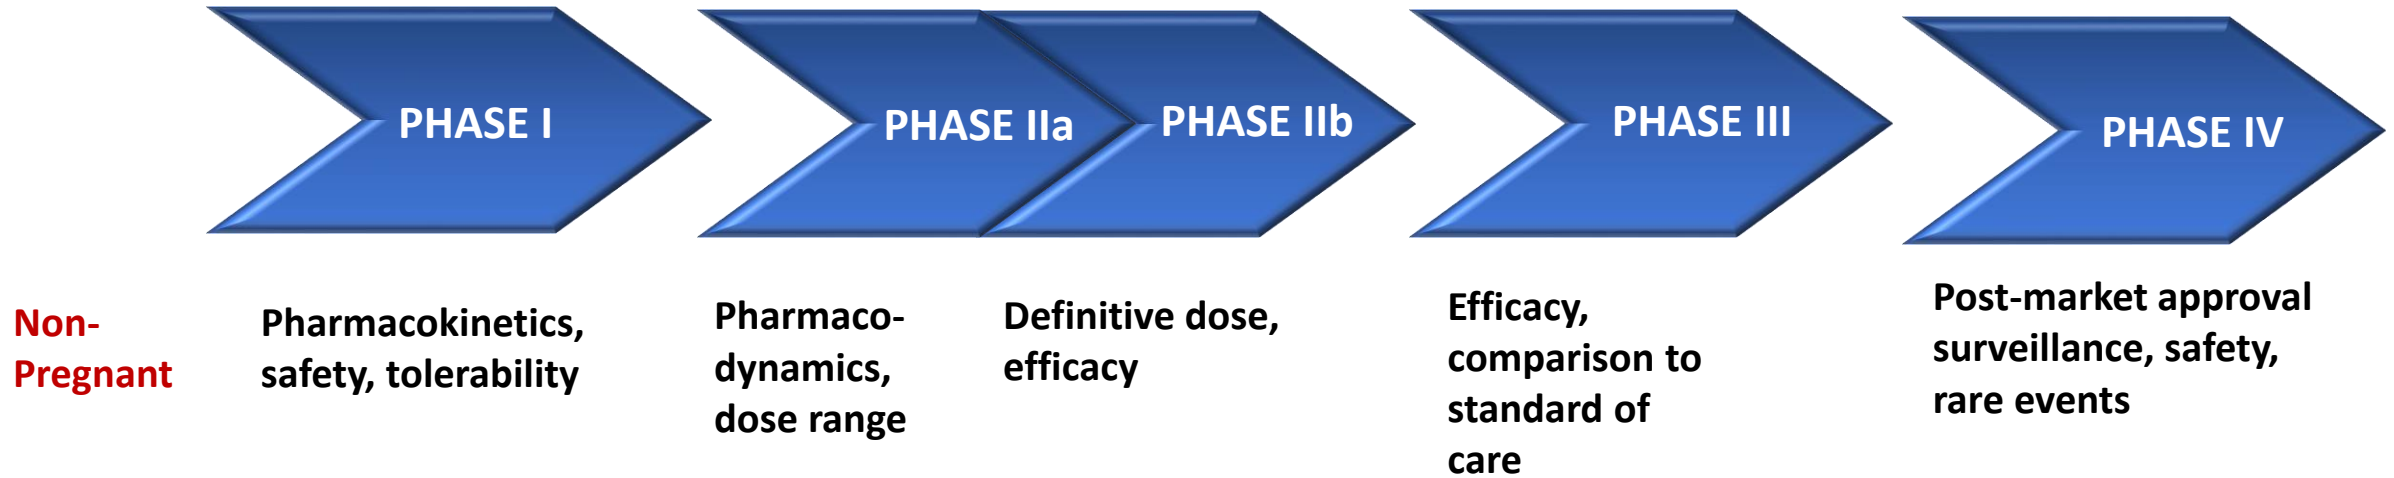 PHASE I
PHASE IIa
PHASE IIb
PHASE III
PHASE IV
Non-
Pregnant
Pharmacokinetics,
safety, tolerability
Pharmaco-
dynamics,
dose range
Definitive dose,
efficacy
Efficacy,
comparison to
standard of
care
Post-market approval
surveillance, safety,
rare events